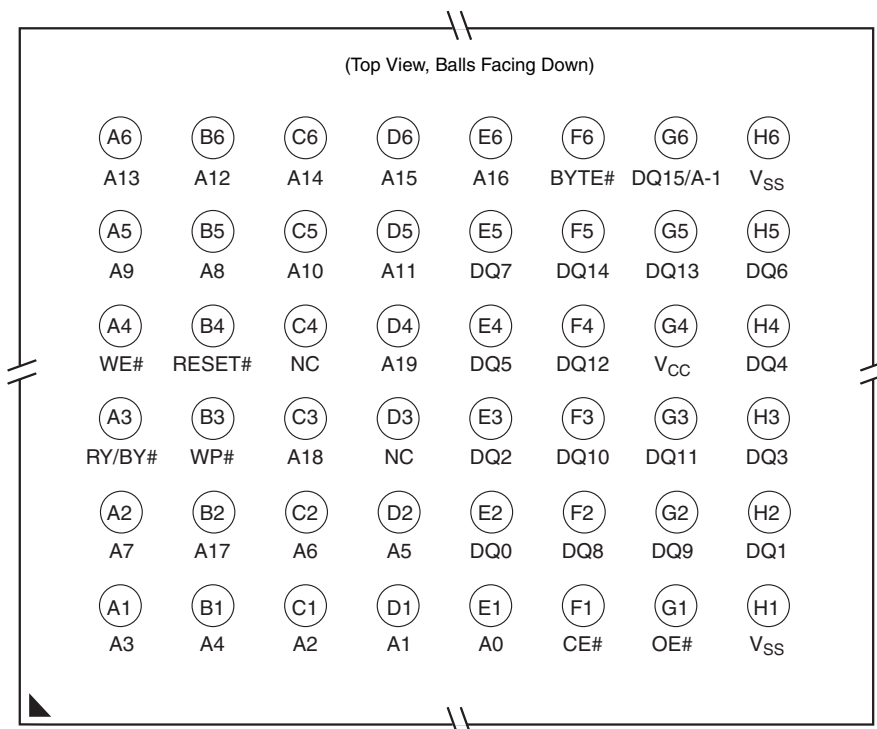 (Top View, Balls Facing Down)
A6 B6 C6 D6 E6 F6 G6 H6
A13 A12 A14 A15 A16 BYTE# DQ15/A-1 VSS
A5 B5 C5 D5 E5 F5 G5 H5
A9 A8 A10 A11 DQ7 DQ14 DQ13 DQ6
A4 B4 C4 D4 E4 F4 G4 H4
WE# RESET# NC A19 DQ5 DQ12 VCC DQ4
A3 B3 C3 D3 E3 F3 G3 H3
RY/BY# WP# A18 NC DQ2 DQ10 DQ11 DQ3
A2 B2 C2 D2 E2 F2 G2 H2
A7 A17 A6 A5 DQ0 DQ8 DQ9 DQ1
A1 B1 C1 D1 E1 F1 G1 H1
A3 A4 A2 A1 A0 CE# OE# VSS